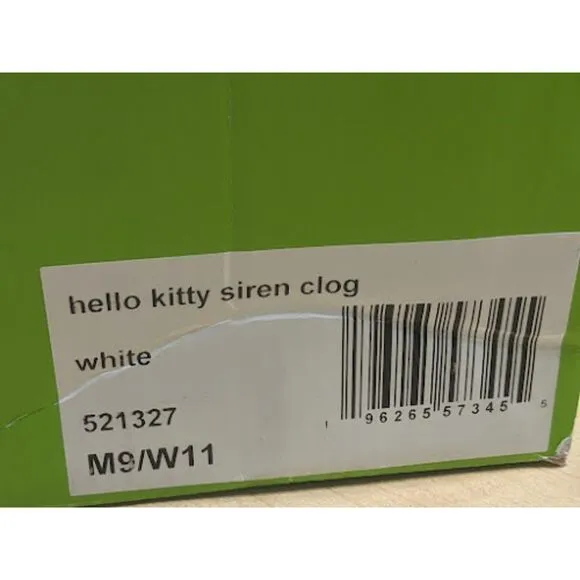 hello kitty siren clog
white
521327
M9/W11
1 96265 57345 5